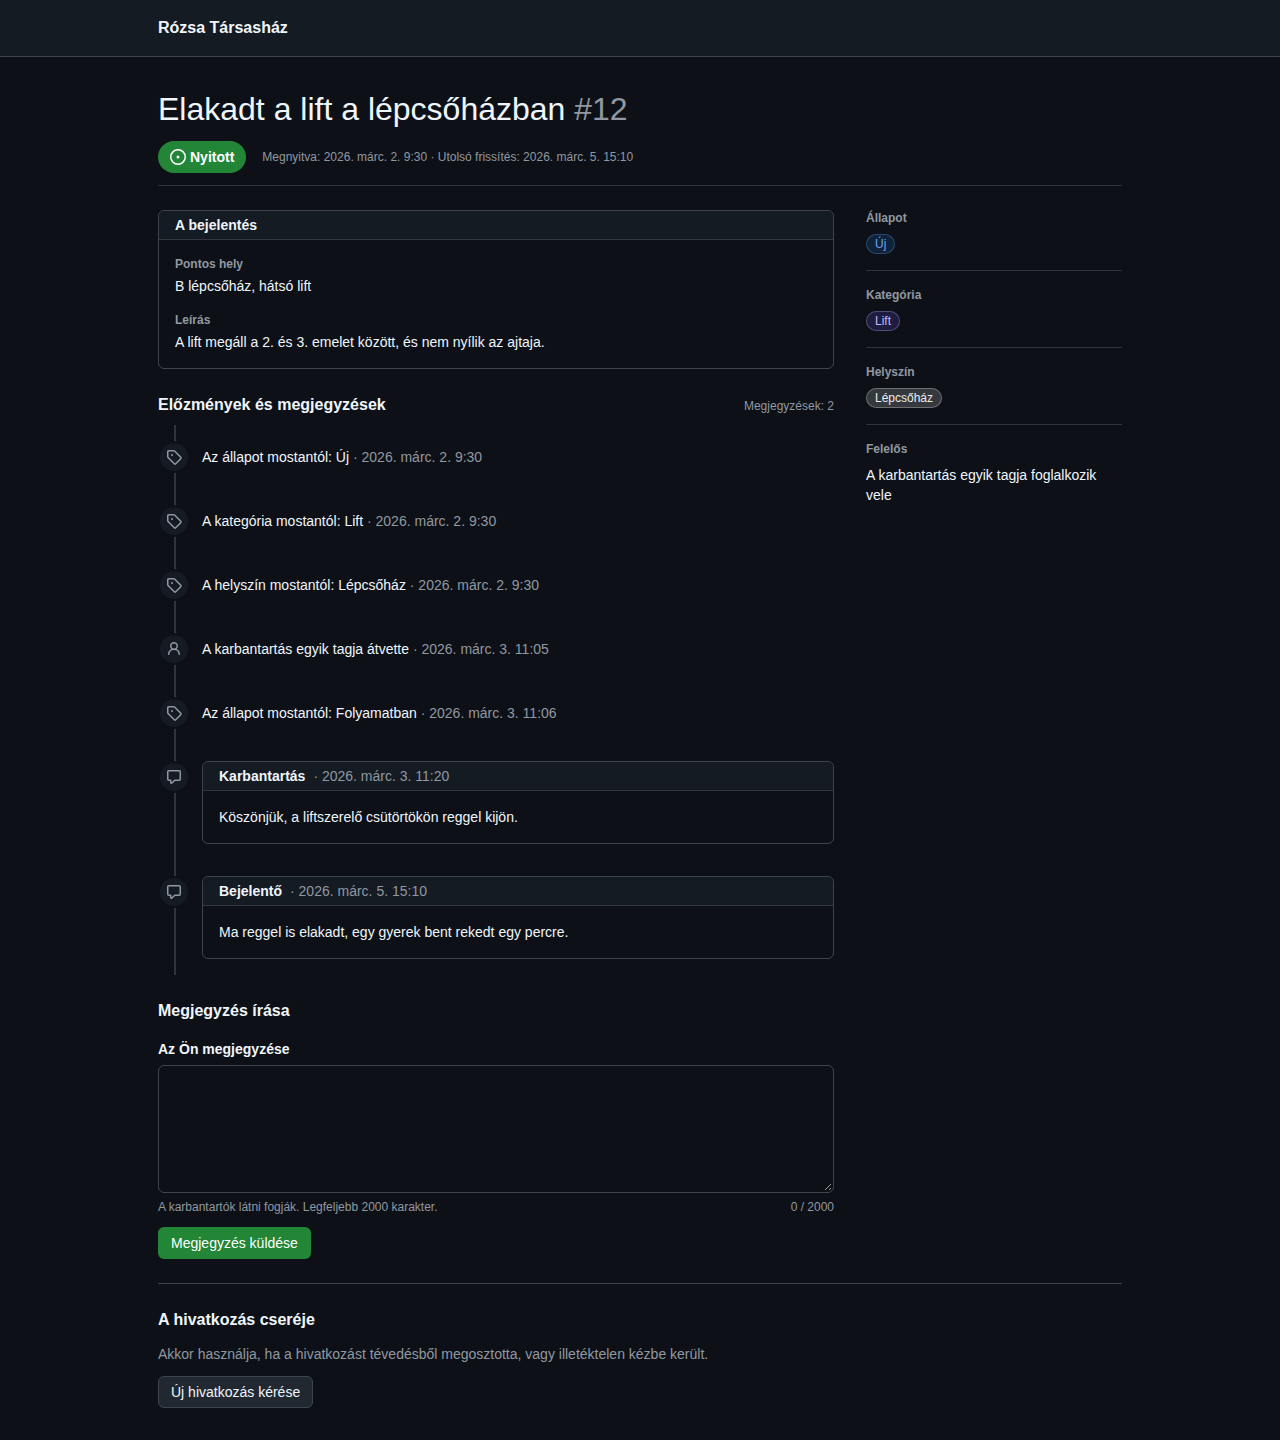 Rózsa Társasház
Elakadt a lift a lépcsőházban #12
Nyitott
Megnyitva: 2026. márc. 2. 9:30 · Utolsó frissítés: 2026. márc. 5. 15:10
A bejelentés
Pontos hely
B lépcsőház, hátsó lift
Leírás
A lift megáll a 2. és 3. emelet között, és nem nyílik az ajtaja.
Állapot
Új
Kategória
Lift
Helyszín
Lépcsőház
Felelős
A karbantartás egyik tagja foglalkozik
vele
Előzmények és megjegyzések
Megjegyzések: 2
Az állapot mostantól: Új · 2026. márc. 2. 9:30
A kategória mostantól: Lift · 2026. márc. 2. 9:30
A helyszín mostantól: Lépcsőház · 2026. márc. 2. 9:30
A karbantartás egyik tagja átvette · 2026. márc. 3. 11:05
Az állapot mostantól: Folyamatban · 2026. márc. 3. 11:06
Karbantartás · 2026. márc. 3. 11:20
Köszönjük, a liftszerelő csütörtökön reggel kijön.
Bejelentő · 2026. márc. 5. 15:10
Ma reggel is elakadt, egy gyerek bent rekedt egy percre.
Megjegyzés írása
Az Ön megjegyzése
A karbantartók látni fogják. Legfeljebb 2000 karakter.
0 / 2000
Megjegyzés küldése
A hivatkozás cseréje
Akkor használja, ha a hivatkozást tévedésből megosztotta, vagy illetéktelen kézbe került.
Új hivatkozás kérése